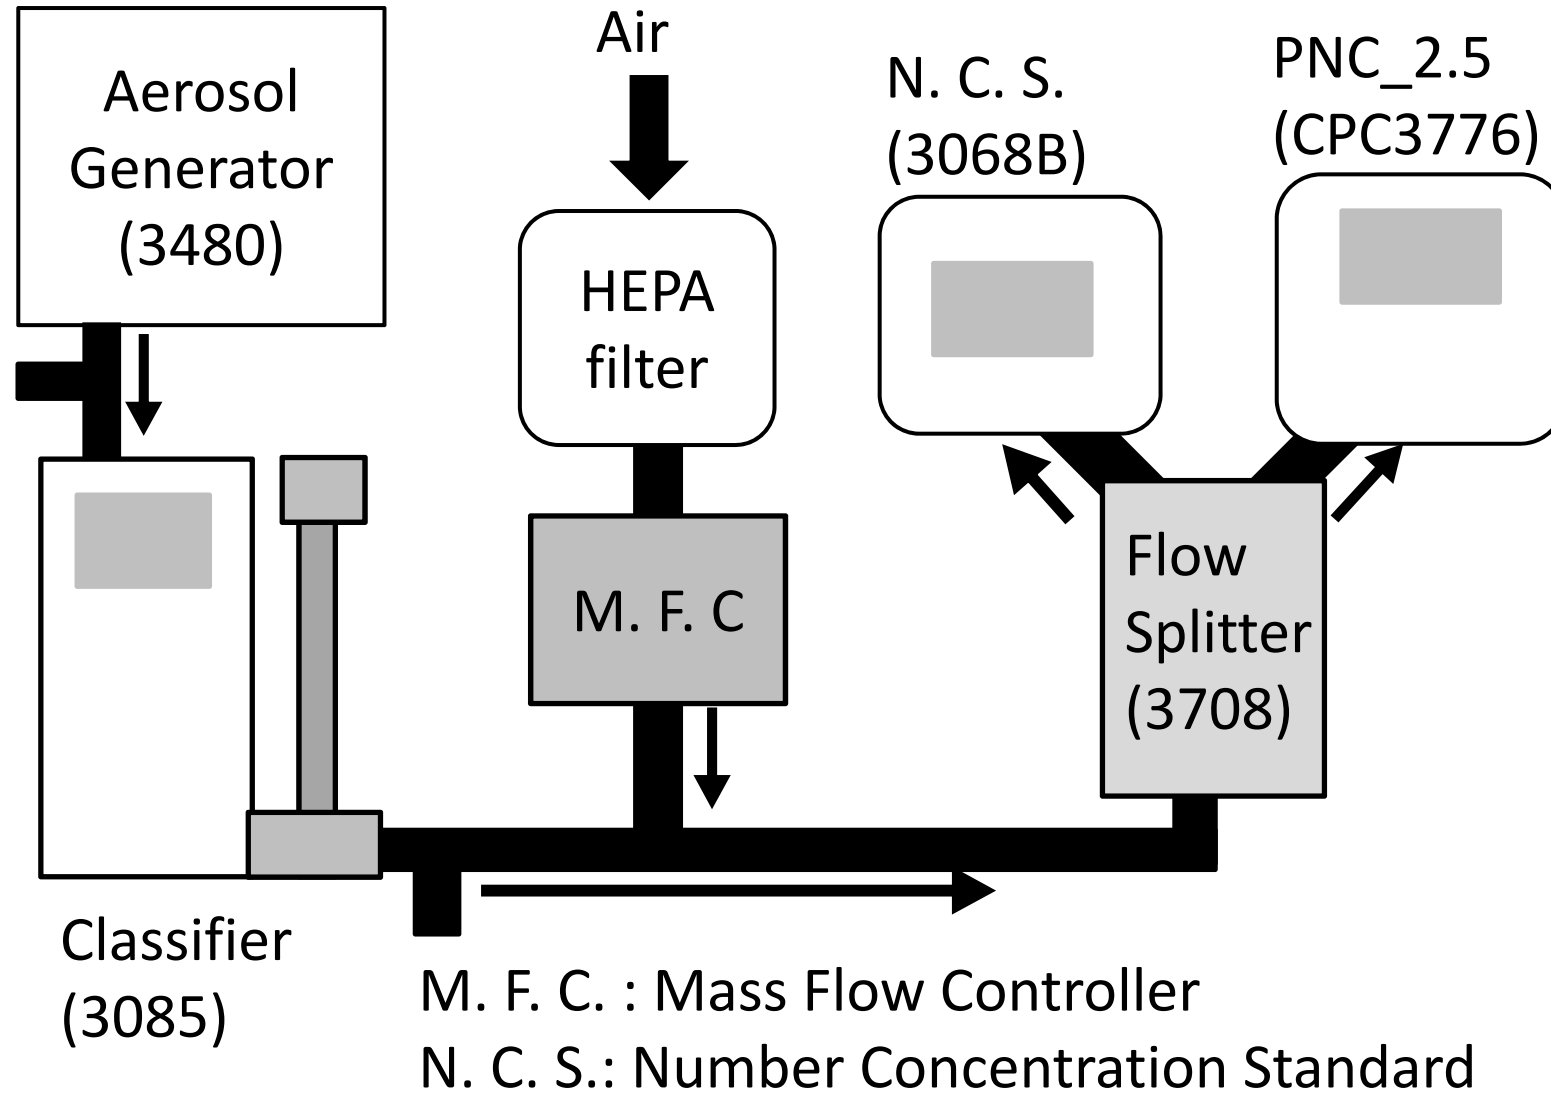 Aerosol
Generator
(3480)
Air
HEPA
filter
M. F. C
N. C. S.
(3068B)
PNC_2.5
(CPC3776)
Flow
Splitter
(3708)
Classifier
(3085)
M. F. C. : Mass Flow Controller
N. C. S.: Number Concentration Standard